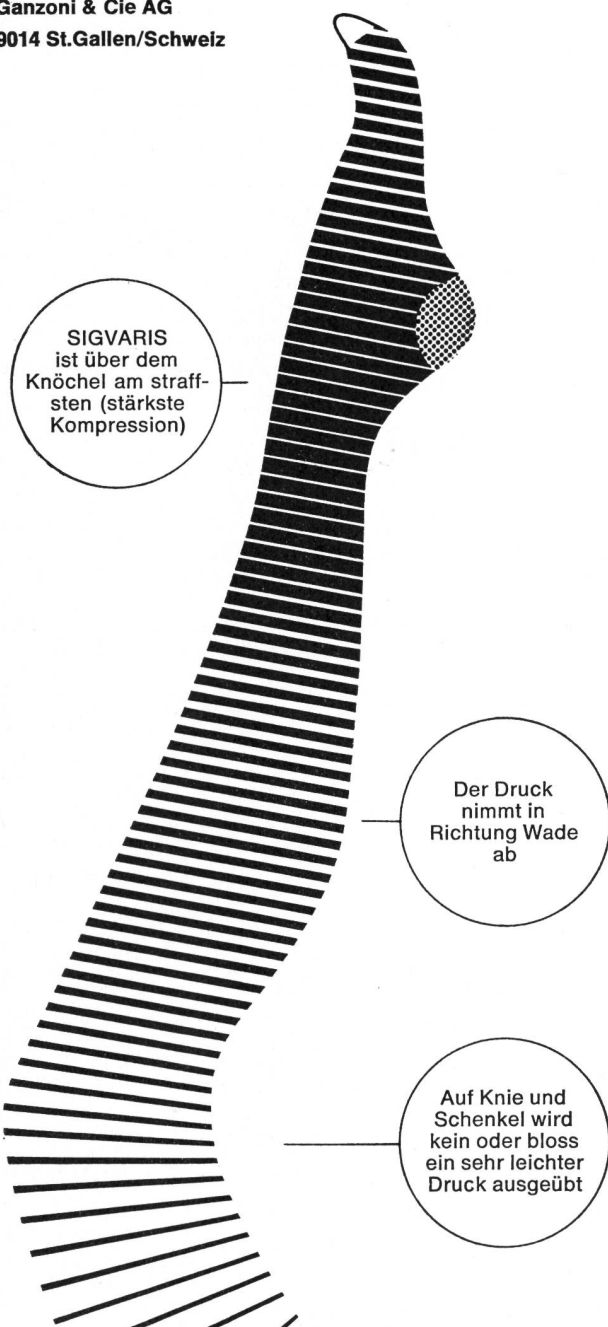 Ganzoni & Cie AG
9014 St.Gallen/Schweiz
SIGVARIS
ist über dem
Knöchel am straff-
sten (stärkste
Kompression)
Der Druck
nimmt in
Richtung Wade
ab
Auf Knie und
Schenkel wird
kein oder bloss
ein sehr leichter
Druck ausgeübt